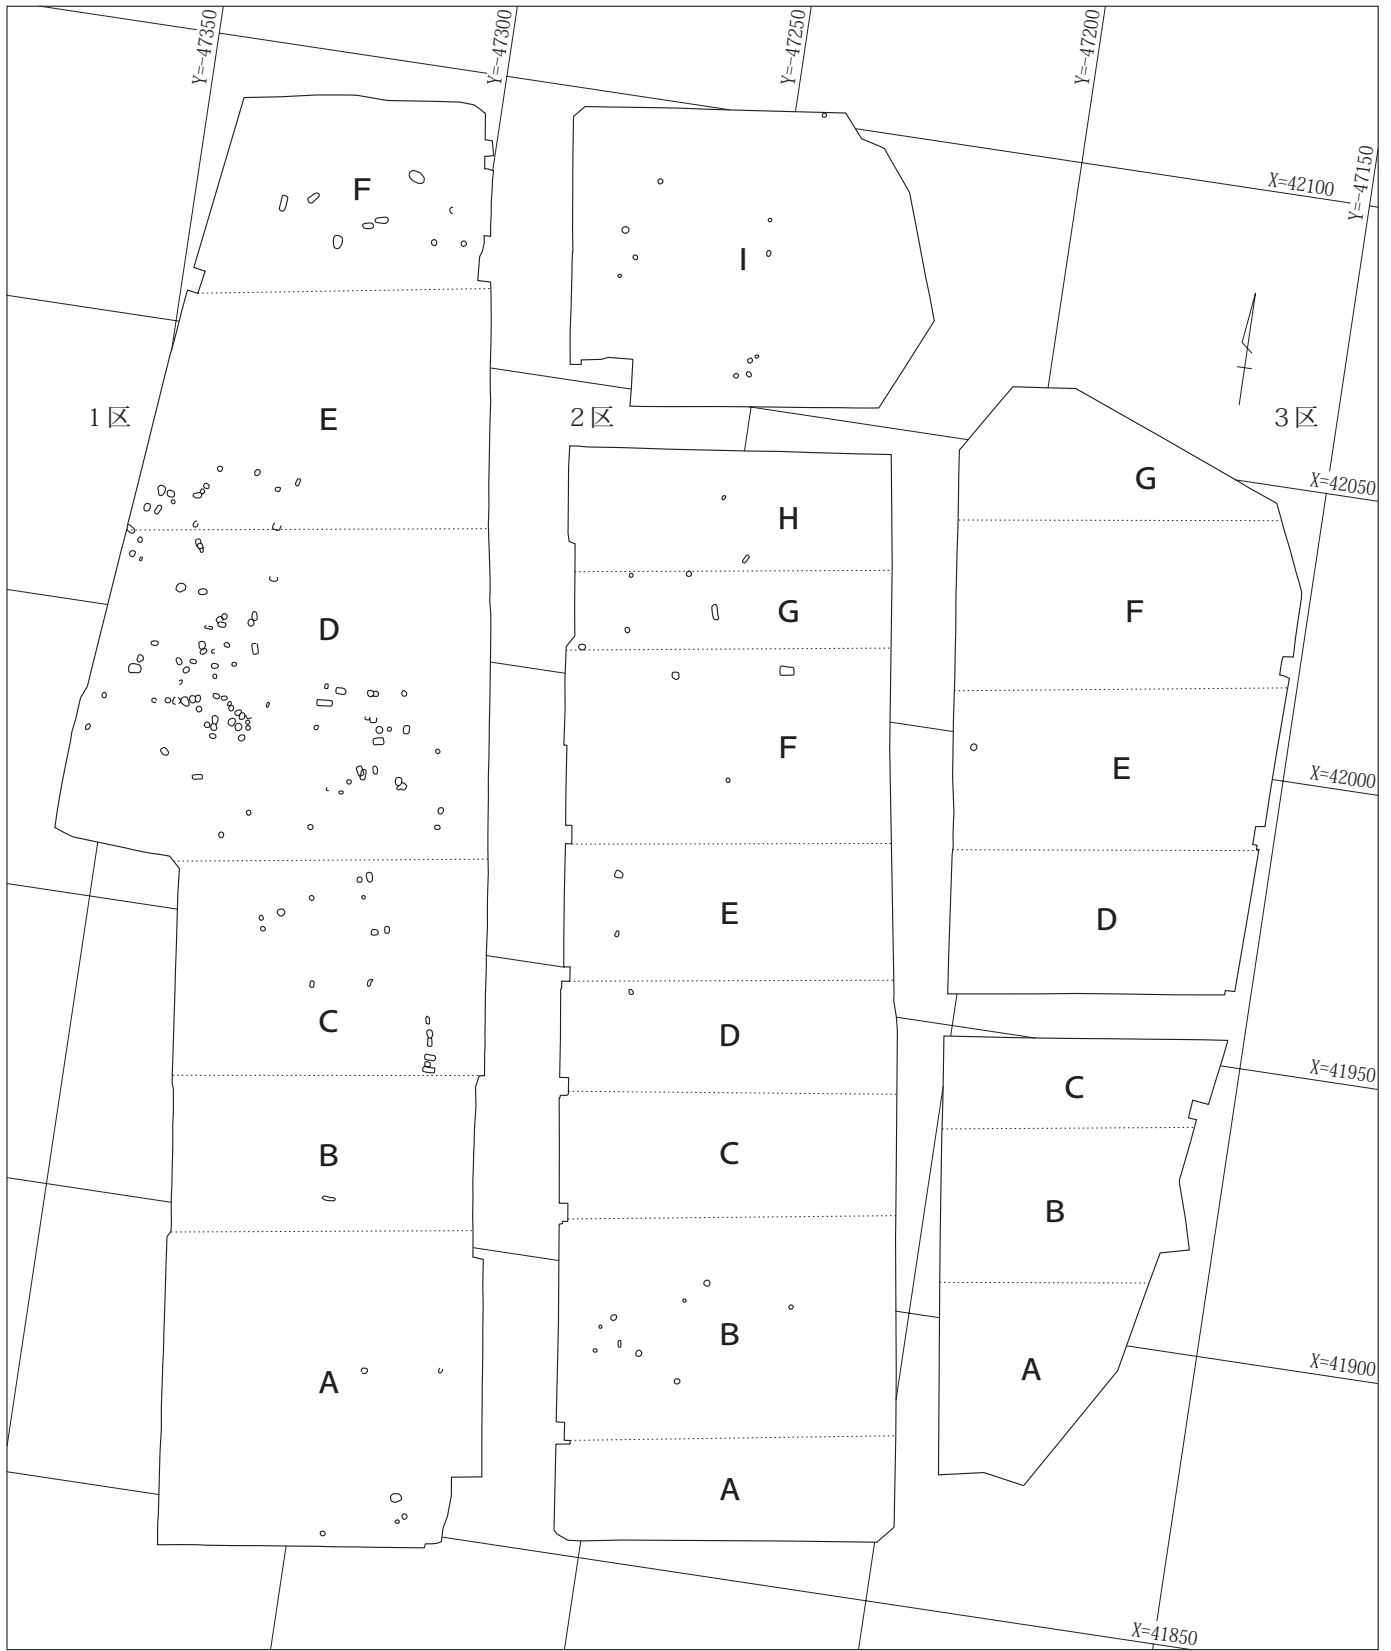 Y=-47350
Y=-47300
Y=-47250
Y=-47200
Y=-47150
X=42100
X=42050
X=42000
X=41950
X=41900
X=41850
1区
F
E
D
C
B
A
2区
I
H
G
F
E
D
C
B
A
3区
G
F
E
D
C
B
A